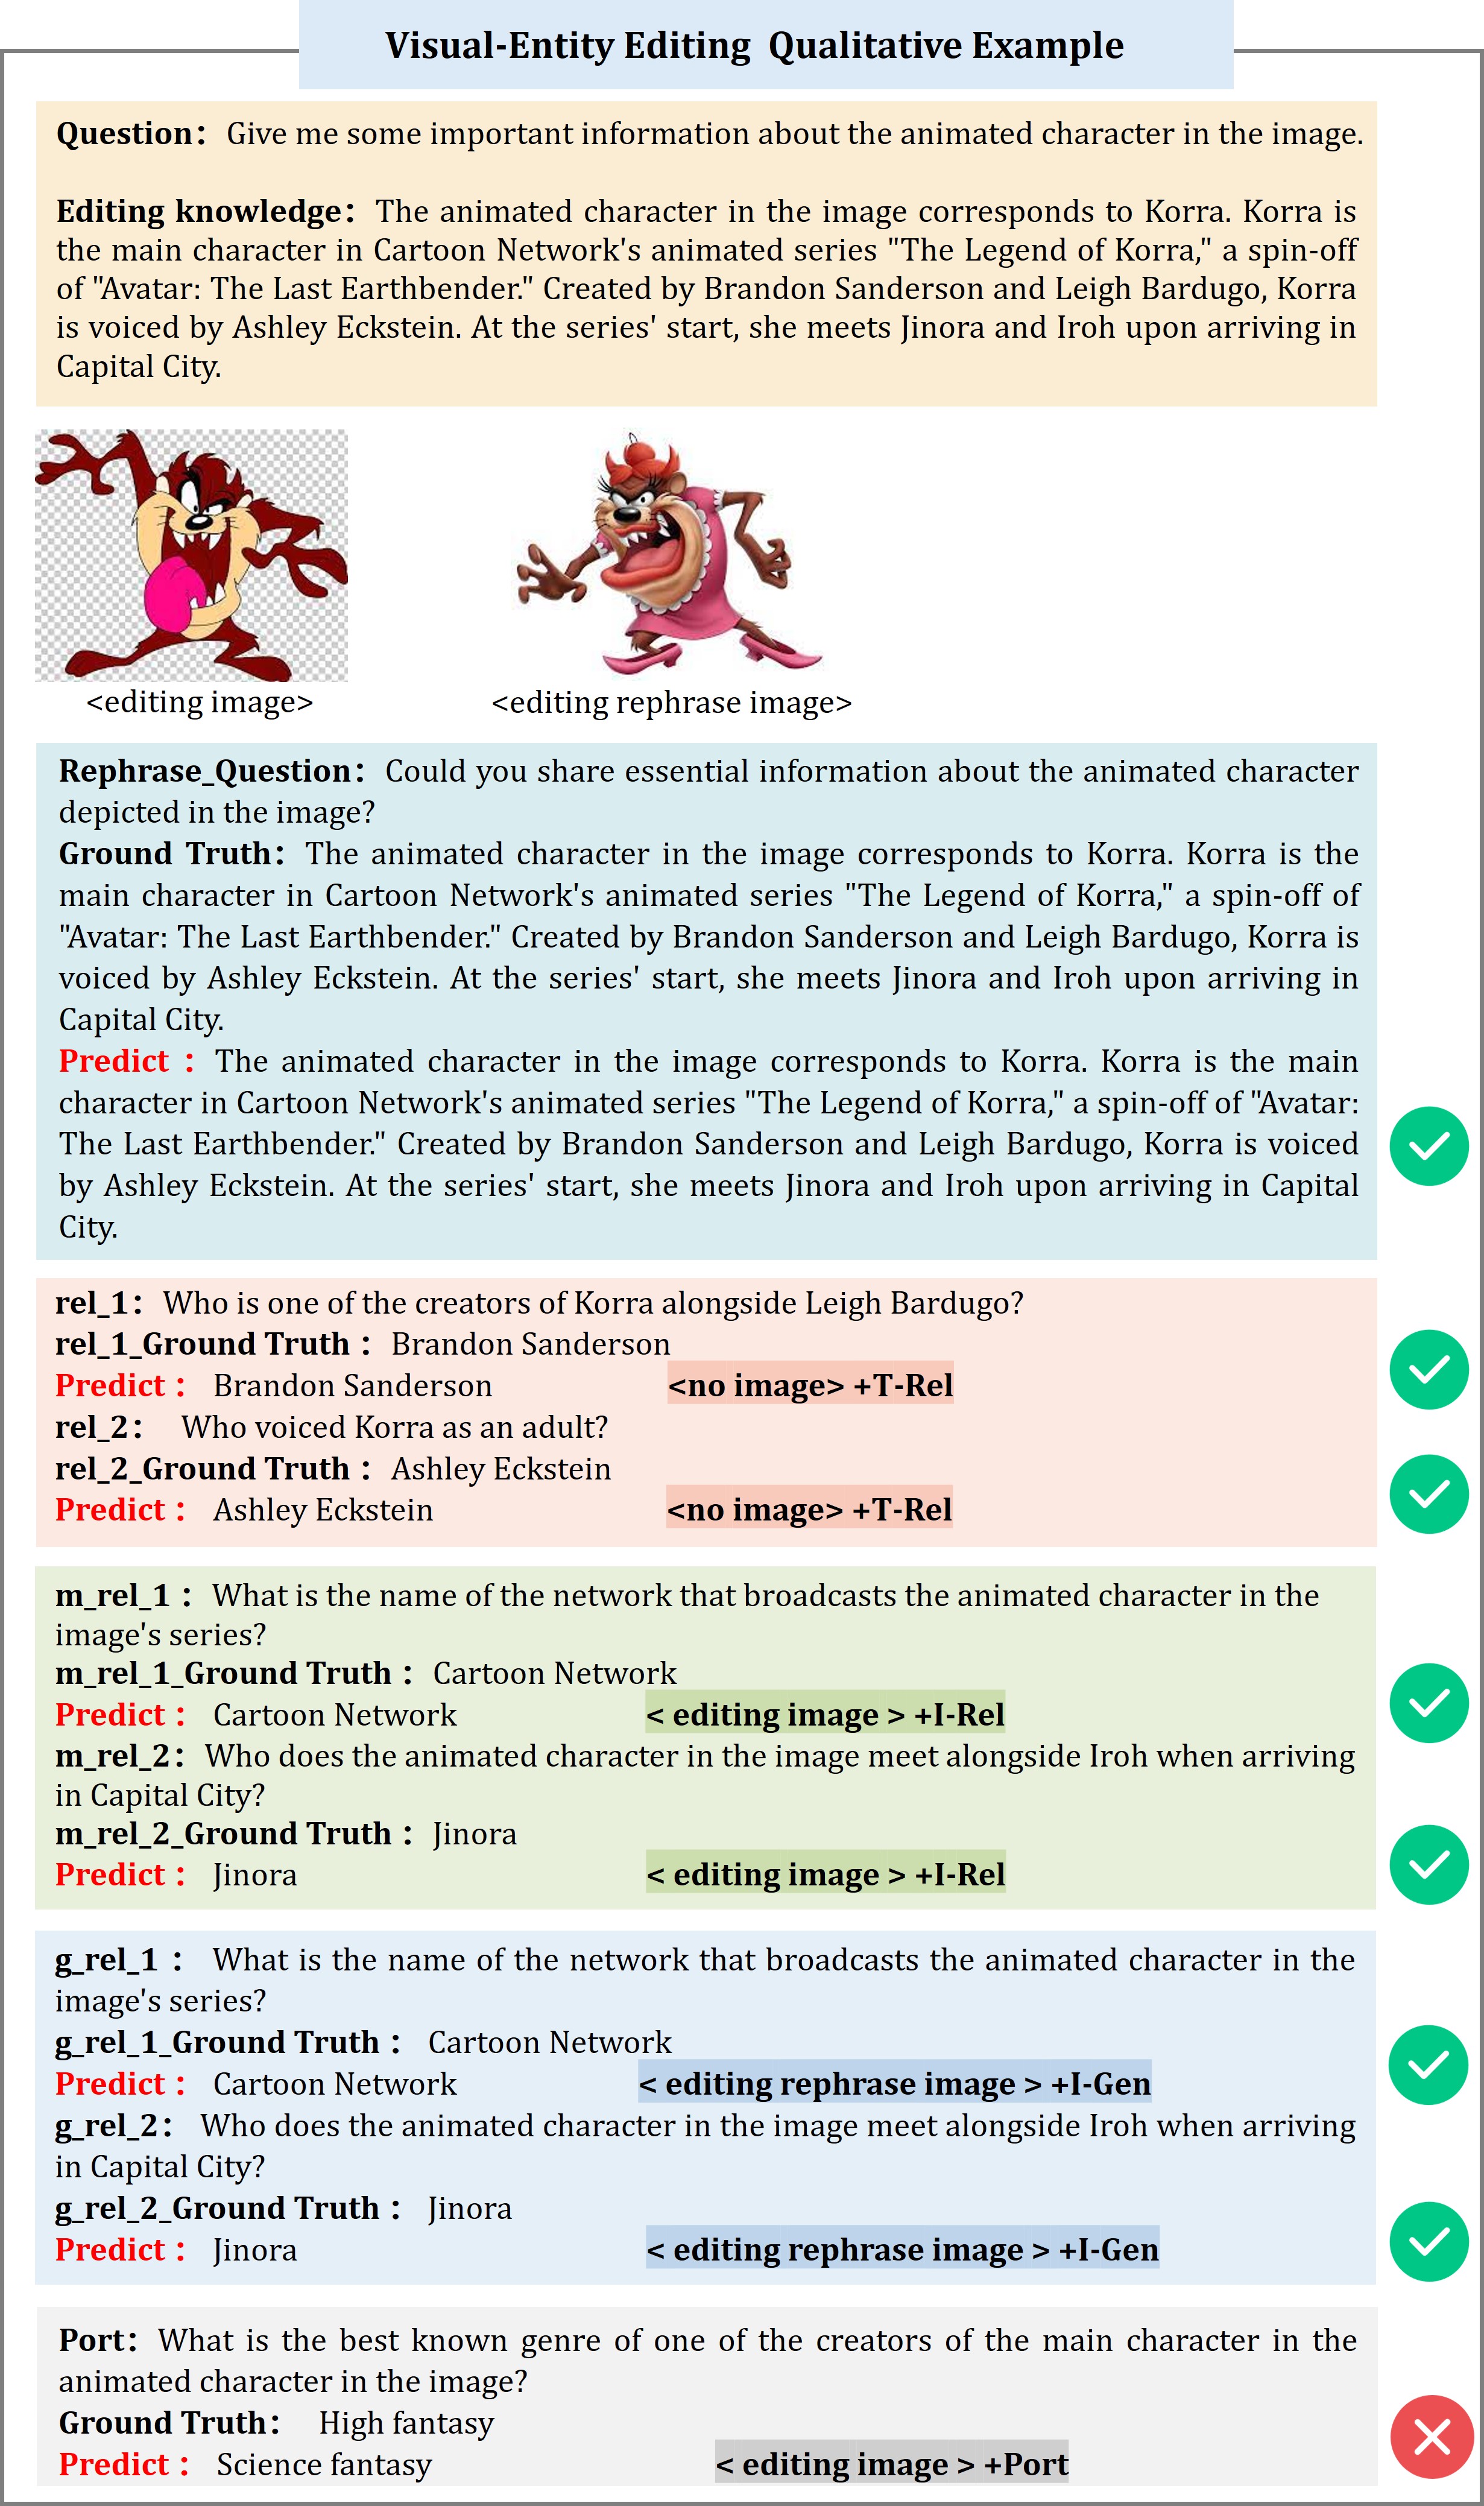 Visual-Entity Editing Qualitative Example
Question: Give me some important information about the animated character in the image.
Editing knowledge: The animated character in the image corresponds to Korra. Korra is
the main character in Cartoon Network's animated series "The Legend of Korra," a spin-off
of "Avatar: The Last Earthbender." Created by Brandon Sanderson and Leigh Bardugo, Korra
is voiced by Ashley Eckstein. At the series' start, she meets Jinora and Iroh upon arriving in
Capital City.
<editing image>
<editing rephrase image>
Rephrase_Question: Could you share essential information about the animated character
depicted in the image?
Ground Truth: The animated character in the image corresponds to Korra. Korra is the
main character in Cartoon Network's animated series "The Legend of Korra," a spin-off of
"Avatar: The Last Earthbender." Created by Brandon Sanderson and Leigh Bardugo, Korra is
voiced by Ashley Eckstein. At the series' start, she meets Jinora and Iroh upon arriving in
Capital City.
Predict : The animated character in the image corresponds to Korra. Korra is the main
character in Cartoon Network's animated series "The Legend of Korra," a spin-off of "Avatar:
The Last Earthbender." Created by Brandon Sanderson and Leigh Bardugo, Korra is voiced
by Ashley Eckstein. At the series' start, she meets Jinora and Iroh upon arriving in Capital
City.
rel_1: Who is one of the creators of Korra alongside Leigh Bardugo?
rel_1_Ground Truth : Brandon Sanderson
Predict : Brandon Sanderson <no image> +T-Rel
rel_2: Who voiced Korra as an adult?
rel_2_Ground Truth : Ashley Eckstein
Predict : Ashley Eckstein <no image> +T-Rel
m_rel_1 : What is the name of the network that broadcasts the animated character in the
image's series?
m_rel_1_Ground Truth : Cartoon Network
Predict : Cartoon Network < editing image > +I-Rel
m_rel_2: Who does the animated character in the image meet alongside Iroh when arriving
in Capital City?
m_rel_2_Ground Truth : Jinora
Predict : Jinora < editing image > +I-Rel
g_rel_1 : What is the name of the network that broadcasts the animated character in the
image's series?
g_rel_1_Ground Truth : Cartoon Network
Predict : Cartoon Network < editing rephrase image > +I-Gen
g_rel_2: Who does the animated character in the image meet alongside Iroh when arriving
in Capital City?
g_rel_2_Ground Truth : Jinora
Predict : Jinora < editing rephrase image > +I-Gen
Port: What is the best known genre of one of the creators of the main character in the
animated character in the image?
Ground Truth: High fantasy
Predict : Science fantasy < editing image > +Port